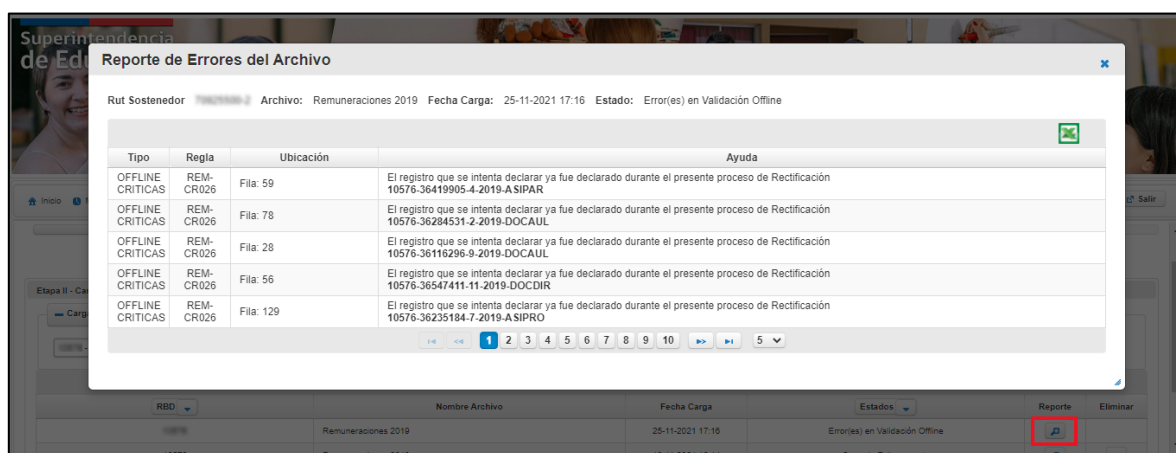 Superintendencia
de Edu
Reporte de Errores del Archivo
Rut Sostenedor Archivo: Remuneraciones 2019 Fecha Carga: 25-11-2021 17:16 Estado: Error(es) en Validación Offline
Tipo Regla Ubicación Ayuda
OFFLINE CRITICAS REM-CR026 Fila: 59 El registro que se intenta declarar ya fue declarado durante el presente proceso de Rectificación
10576-36419905-4-2019-ASIPAR
OFFLINE CRITICAS REM-CR026 Fila: 78 El registro que se intenta declarar ya fue declarado durante el presente proceso de Rectificación
10576-36284531-2-2019-DOCAUL
OFFLINE CRITICAS REM-CR026 Fila: 28 El registro que se intenta declarar ya fue declarado durante el presente proceso de Rectificación
10576-36116296-9-2019-DOCAUL
OFFLINE CRITICAS REM-CR026 Fila: 56 El registro que se intenta declarar ya fue declarado durante el presente proceso de Rectificación
10576-36547411-11-2019-DOCDIR
OFFLINE CRITICAS REM-CR026 Fila: 129 El registro que se intenta declarar ya fue declarado durante el presente proceso de Rectificación
10576-36235184-7-2019-ASIPRO
1 2 3 4 5 6 7 8 9 10 5
Inicio
Salir
Etapa II - Ca
Carg
RBD Nombre Archivo Fecha Carga Estados Reporte Eliminar
Remuneraciones 2019 25-11-2021 17:16 Error(es) en Validación Offline